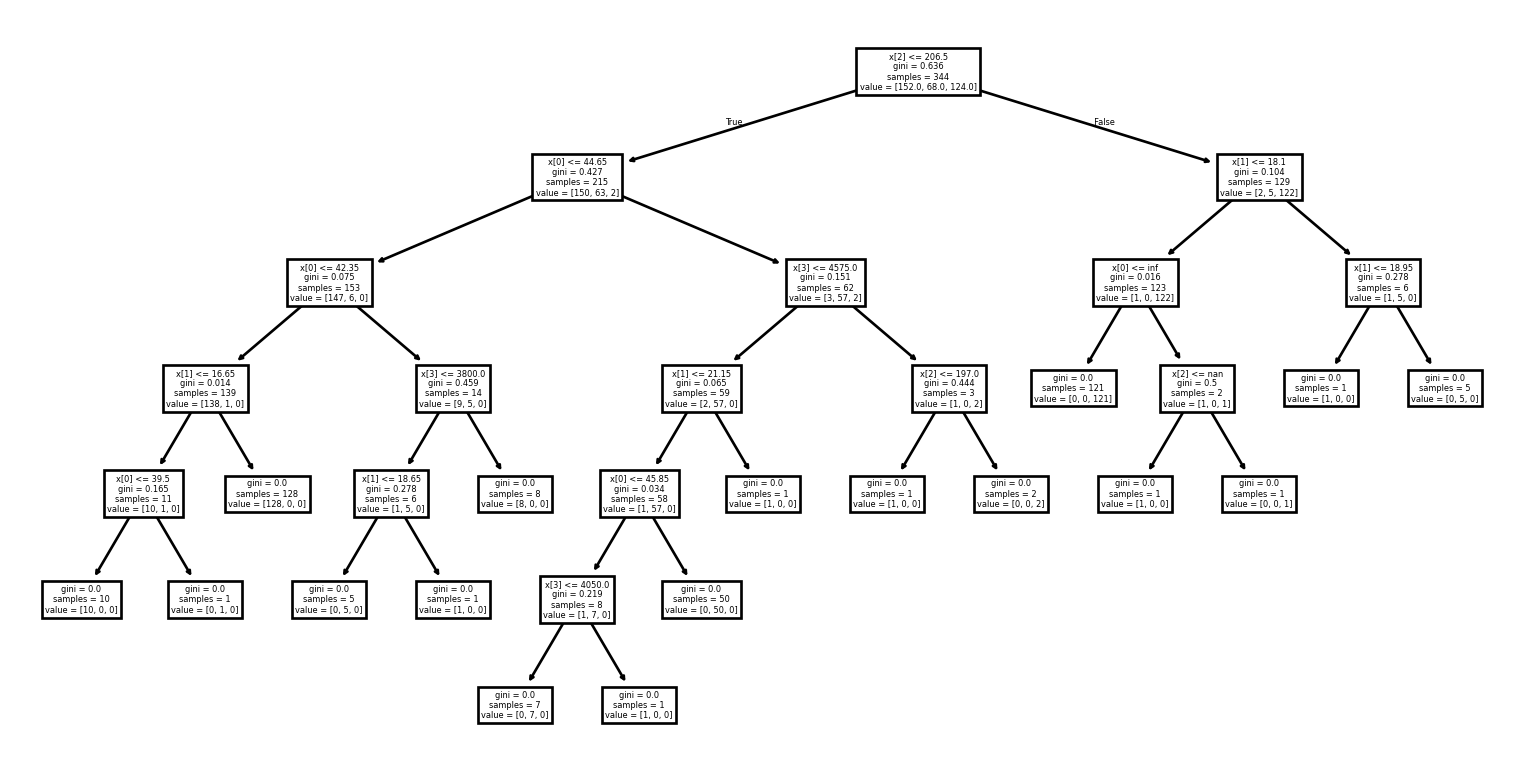 x[2] <= 206.5
gini = 0.636
samples = 344
value = [152.0, 68.0, 124.0]
True
False
x[0] <= 44.65
gini = 0.427
samples = 215
value = [150, 63, 2]
x[1] <= 18.1
gini = 0.104
samples = 129
value = [2, 5, 122]
x[0] <= 42.35
gini = 0.075
samples = 153
value = [147, 6, 0]
x[3] <= 4575.0
gini = 0.151
samples = 62
value = [3, 57, 2]
x[0] <= inf
gini = 0.016
samples = 123
value = [1, 0, 122]
x[1] <= 18.95
gini = 0.278
samples = 6
value = [1, 5, 0]
x[1] <= 16.65
gini = 0.014
samples = 139
value = [138, 1, 0]
x[3] <= 3800.0
gini = 0.459
samples = 14
value = [9, 5, 0]
x[1] <= 21.15
gini = 0.065
samples = 59
value = [2, 57, 0]
x[2] <= 197.0
gini = 0.444
samples = 3
value = [1, 0, 2]
gini = 0.0
samples = 121
value = [0, 0, 121]
x[2] <= nan
gini = 0.5
samples = 2
value = [1, 0, 1]
gini = 0.0
samples = 1
value = [1, 0, 0]
gini = 0.0
samples = 5
value = [0, 5, 0]
x[0] <= 39.5
gini = 0.165
samples = 11
value = [10, 1, 0]
gini = 0.0
samples = 128
value = [128, 0, 0]
x[1] <= 18.65
gini = 0.278
samples = 6
value = [1, 5, 0]
gini = 0.0
samples = 8
value = [8, 0, 0]
x[0] <= 45.85
gini = 0.034
samples = 58
value = [1, 57, 0]
gini = 0.0
samples = 1
value = [1, 0, 0]
gini = 0.0
samples = 1
value = [1, 0, 0]
gini = 0.0
samples = 2
value = [0, 0, 2]
gini = 0.0
samples = 1
value = [1, 0, 0]
gini = 0.0
samples = 1
value = [0, 0, 1]
gini = 0.0
samples = 10
value = [10, 0, 0]
gini = 0.0
samples = 1
value = [0, 1, 0]
gini = 0.0
samples = 5
value = [0, 5, 0]
gini = 0.0
samples = 1
value = [1, 0, 0]
x[3] <= 4050.0
gini = 0.219
samples = 8
value = [1, 7, 0]
gini = 0.0
samples = 50
value = [0, 50, 0]
gini = 0.0
samples = 7
value = [0, 7, 0]
gini = 0.0
samples = 1
value = [1, 0, 0]